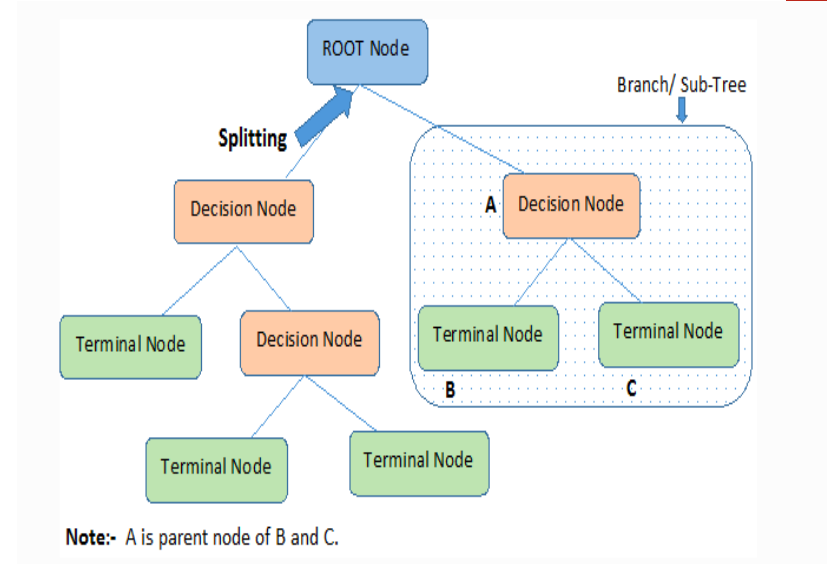 ROOT Node
Branch/ Sub-Tree
Splitting
Decision Node
A
Decision Node
Terminal Node
Decision Node
Terminal Node
Terminal Node
B
C
Terminal Node
Terminal Node
Note:- A is parent node of B and C.